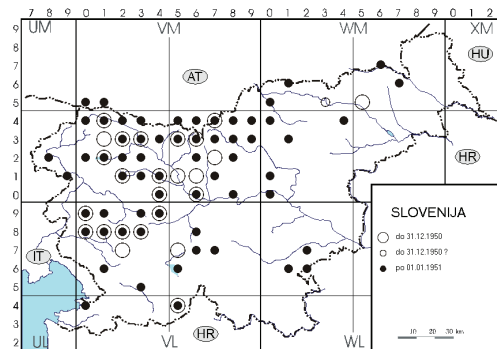 7 8 9 0 1 2 3 4 5 6 7 8 9 0 1 2 3 4 5 6 7 8 9 0 1 2
9 UM VM WM XM
8 HU
7 AT
6
5
4
3 HR
2
1
0
9 SLOVENIJA
8 do 31.12.1950
7 IT do 31.12.1950 ?
6 po 01.01.1951
5
4
3 0 10 20 30 km
2 UL VL HR WL